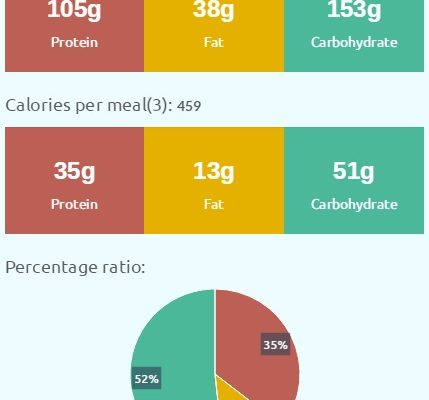 105g 38g 153g
Protein Fat Carbohydrate
Calories per meal(3): 459
35g 13g 51g
Protein Fat Carbohydrate
Percentage ratio:
35%
52%